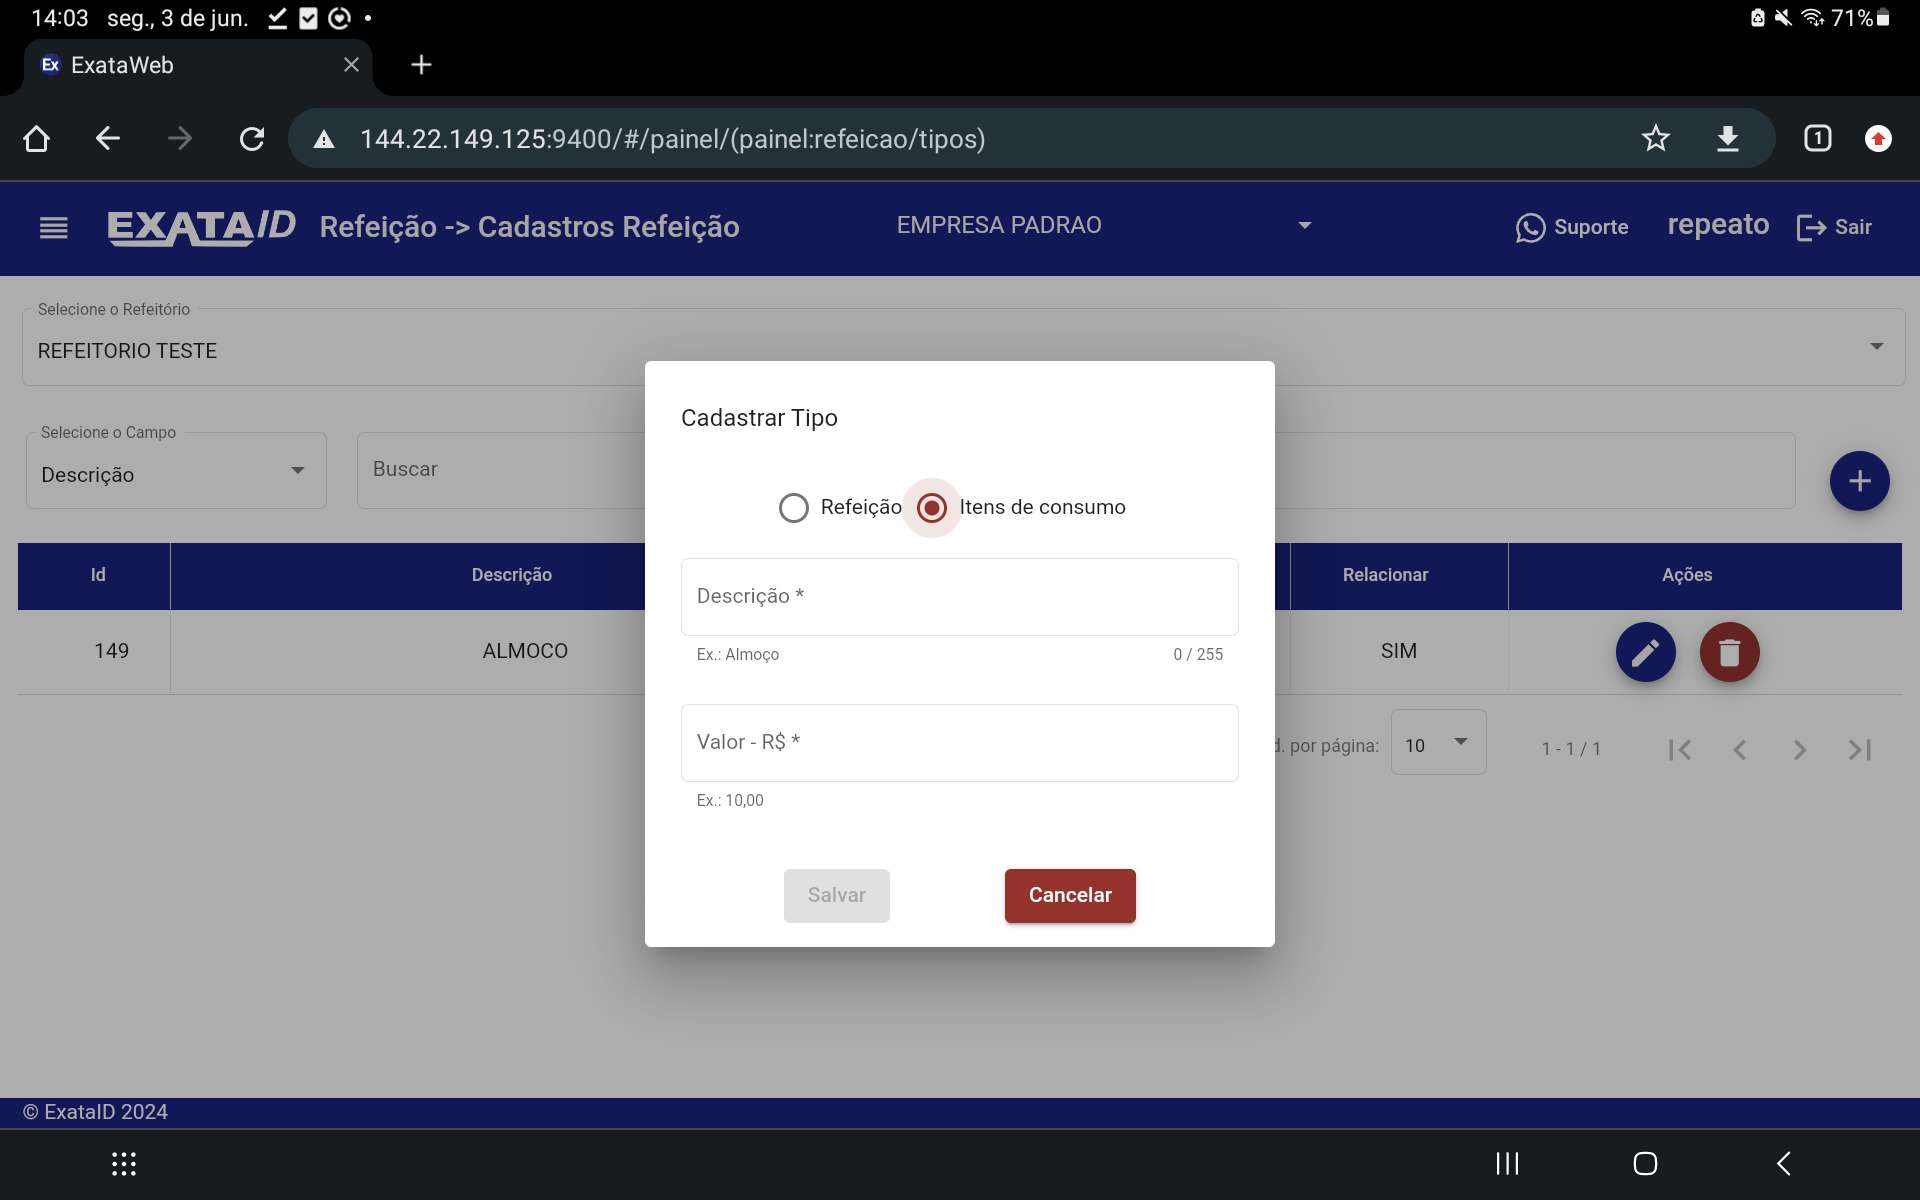 14:03 seg., 3 de jun. 71%
Ex ExataWeb
144.22.149.125:9400/#/painel/(painel:refeicao/tipos) 1
EXATAID Refeição -> Cadastros Refeição EMPRESA PADRAO Suporte repeato Sair
Selecione o Refeitório
REFEITORIO TESTE
Selecione o Campo
Descrição Buscar
Id Descrição Relacionar Ações
149 ALMOCO SIM
d. por página: 10 1 - 1 / 1
Cadastrar Tipo
Refeição Itens de consumo
Descrição *
Ex.: Almoço 0 / 255
Valor - R$ *
Ex.: 10,00
Salvar Cancelar
© ExataID 2024